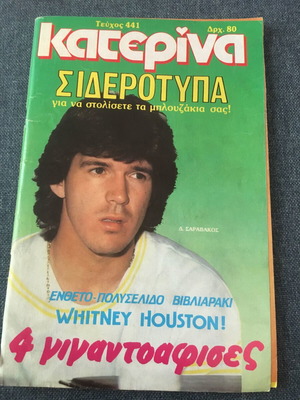 Τεύχος 441 Δρχ. 80
κατερίνα
ΣΙΔΕΡΟΤΥΠΑ
για να στολίσετε τα μπλουζάκια σας!
Δ. ΣΑΡΑΒΑΚΟΣ
ΕΝΘΕΤΟ-ΠΟΛΥΣΕΛΙΔΟ ΒΙΒΛΙΑΡΑΚΙ
WHITNEY HOUSTON!
4 γιγαντοαφισες